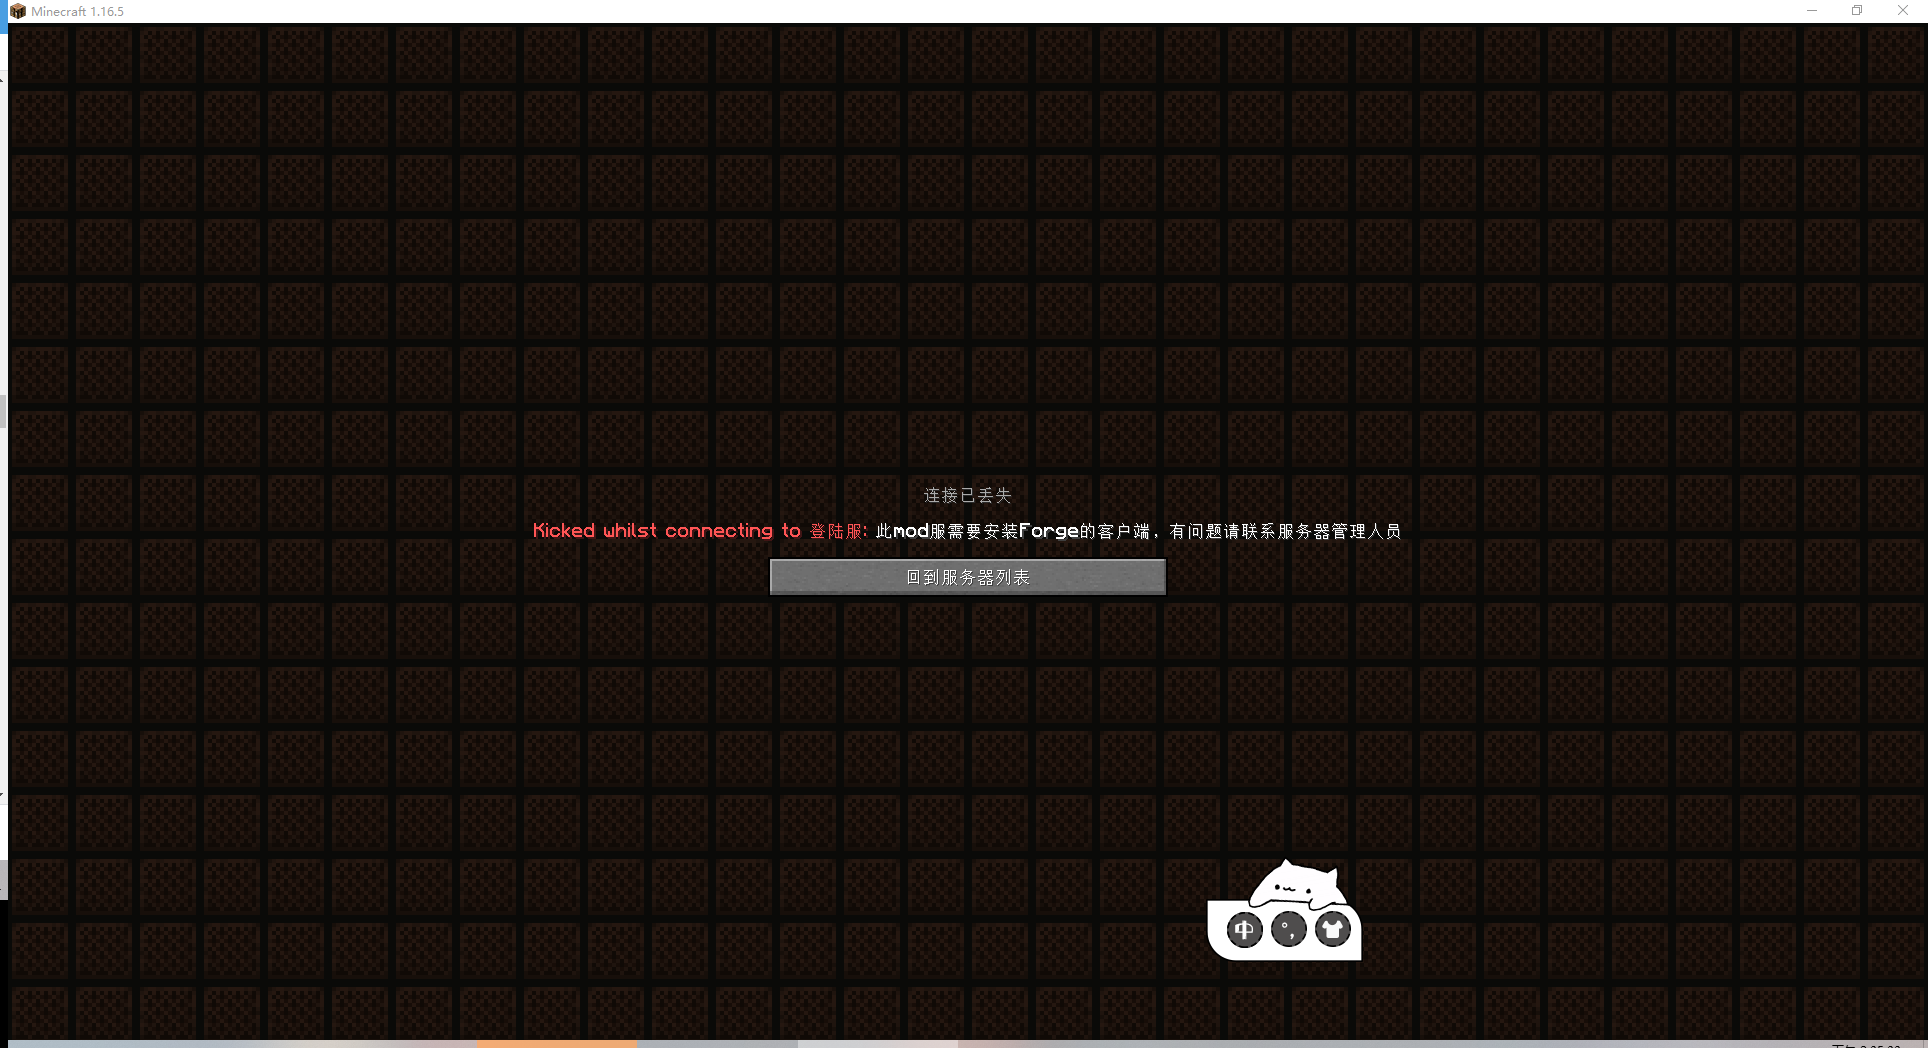 Minecraft 1.16.5
连接已丢失
Kicked whilst connecting to 登陆服: 此mod服需要安装Forge的客户端，有问题请联系服务器管理人员
回到服务器列表
中 °,